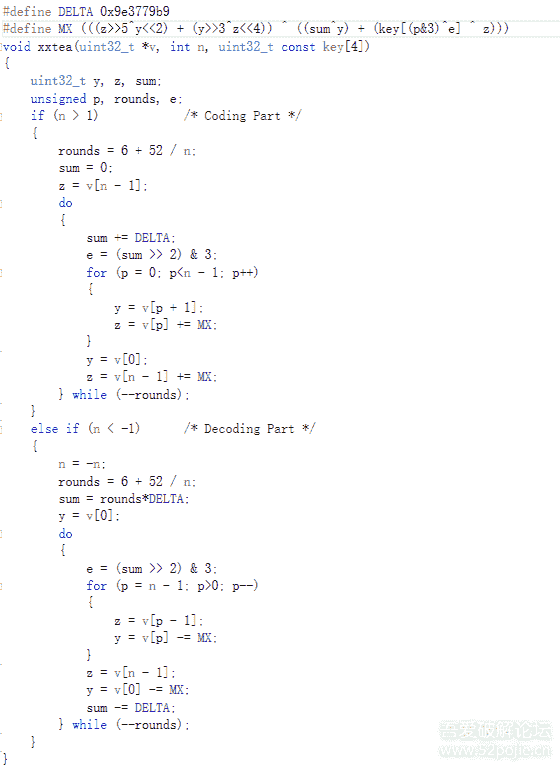 #define DELTA 0x9e3779b9
#define MX (((z>>5^y<<2) + (y>>3^z<<4)) ^ ((sum^y) + (key[(p&3)^e] ^ z)))
void xxtea(uint32_t *v, int n, uint32_t const key[4])
{
    uint32_t y, z, sum;
    unsigned p, rounds, e;
    if (n > 1)            /* Coding Part */
    {
        rounds = 6 + 52 / n;
        sum = 0;
        z = v[n - 1];
        do
        {
            sum += DELTA;
            e = (sum >> 2) & 3;
            for (p = 0; p<n - 1; p++)
            {
                y = v[p + 1];
                z = v[p] += MX;
            }
            y = v[0];
            z = v[n - 1] += MX;
        } while (--rounds);
    }
    else if (n < -1)      /* Decoding Part */
    {
        n = -n;
        rounds = 6 + 52 / n;
        sum = rounds*DELTA;
        y = v[0];
        do
        {
            e = (sum >> 2) & 3;
            for (p = n - 1; p>0; p--)
            {
                z = v[p - 1];
                y = v[p] -= MX;
            }
            z = v[n - 1];
            y = v[0] -= MX;
            sum -= DELTA;
        } while (--rounds);
    }
}
吾爱破解论坛
www.52pojie.cn